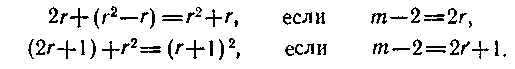 2r+(r²—r)=r²+r, если m—2=2r,
(2r+1)+r²=(r+1)², если m—2=2r+1.